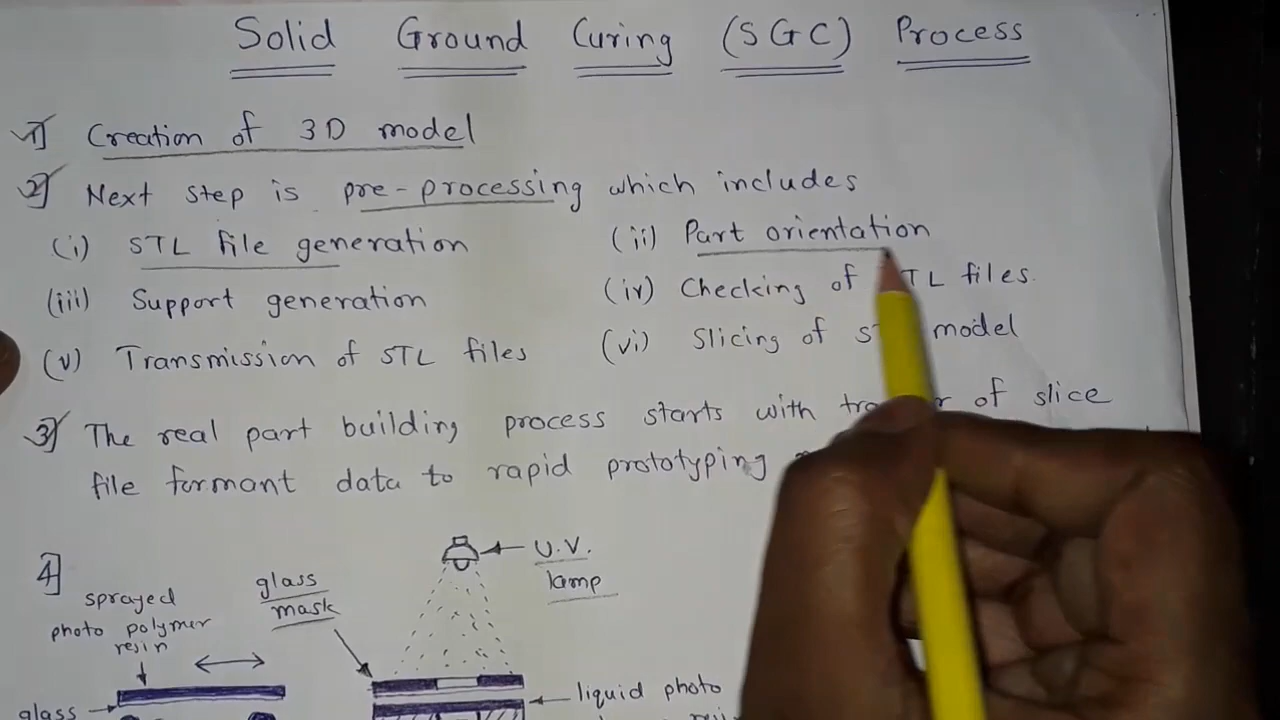 Solid Ground Curing (SGC) Process
1] Creation of 3D model
2] Next step is pre-processing which includes
(i) STL file generation (ii) Part orientation
(iii) Support generation (iv) Checking of TL files.
(v) Transmission of STL files (vi) Slicing of model
3] The real part building process starts with of slice
file formant data to rapid prototyping
4]
U.V.
lamp
glass
mask
sprayed
photo polymer
resin
liquid photo
glass